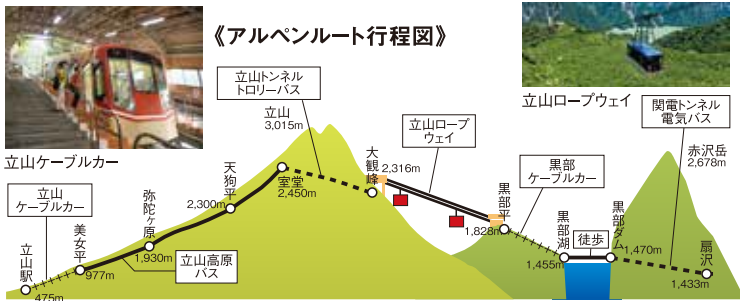 《アルペンルート行程図》
立山ケーブルカー
立山ロープウェイ
立山トンネル
トロリーバス
立山
3,015m
立山ロープ
ウェイ
関電トンネル
電気バス
赤沢岳
2,678m
立山
ケーブルカー
立山駅
475m
美女平
977m
弥陀ヶ原
1,930m
立山高原
バス
天狗平
2,300m
室堂
2,450m
大観峰
2,316m
黒部平
1,828m
黒部
ケーブルカー
黒部湖
1,455m
徒歩
黒部ダム
1,470m
扇沢
1,433m